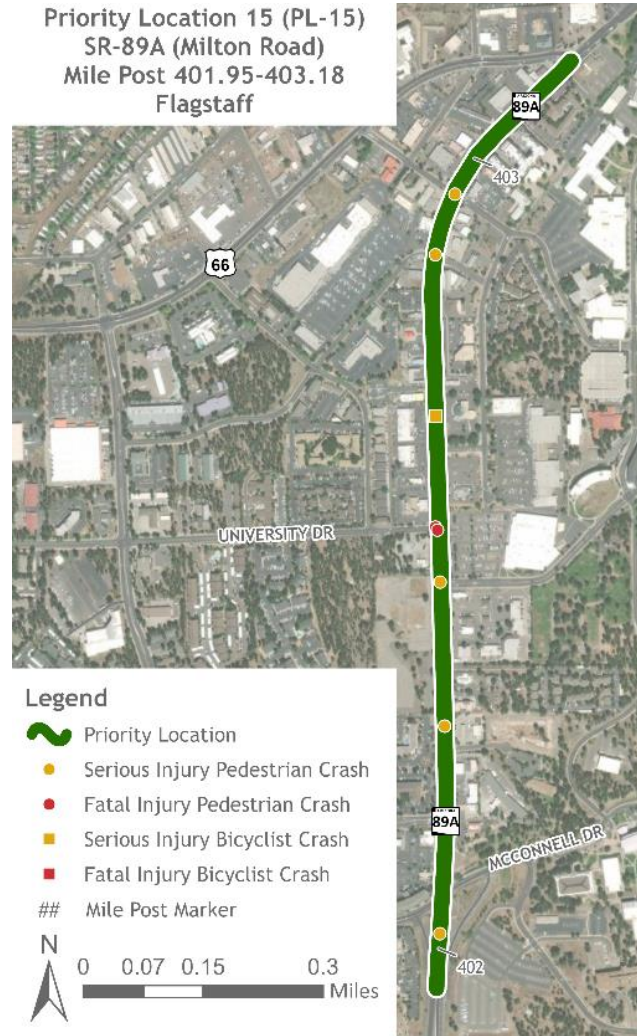 Priority Location 15 (PL-15)
SR-89A (Milton Road)
Mile Post 401.95-403.18
Flagstaff
89A
403
66
UNIVERSITY DR
89A
MCCONNELL DR
402
Legend
Priority Location
Serious Injury Pedestrian Crash
Fatal Injury Pedestrian Crash
Serious Injury Bicyclist Crash
Fatal Injury Bicyclist Crash
## Mile Post Marker
N
0 0.07 0.15 0.3
Miles